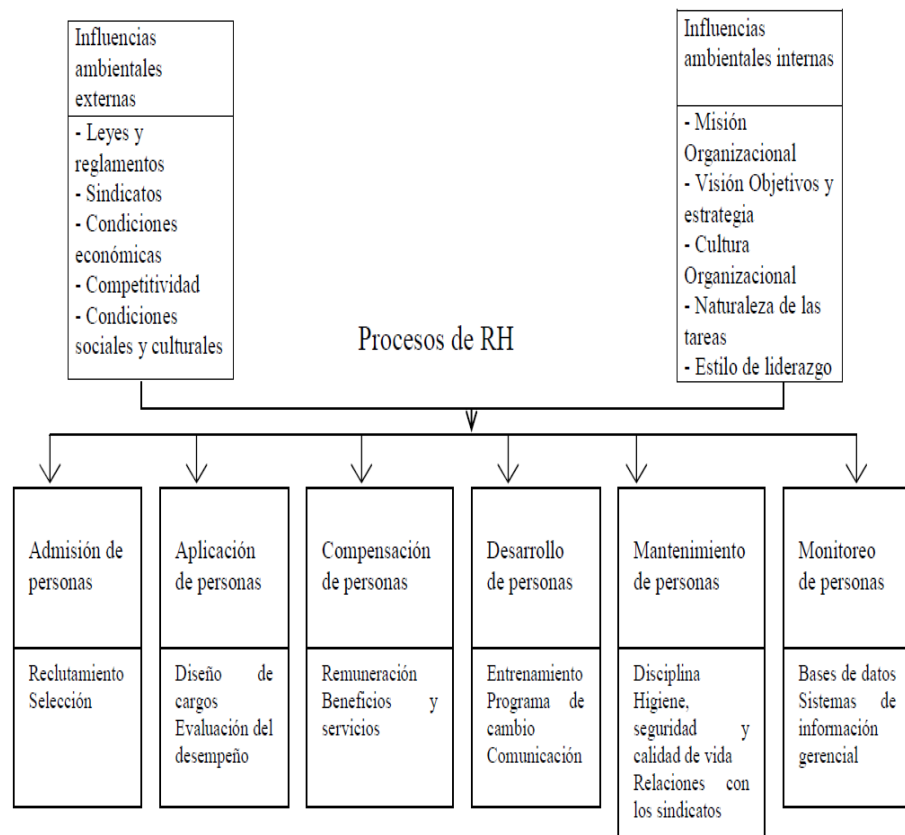 Influencias
ambientales
externas
- Leyes y
reglamentos
- Sindicatos
- Condiciones
económicas
- Competitividad
- Condiciones
sociales y culturales
Influencias
ambientales internas
- Misión
Organizacional
- Visión Objetivos y
estrategia
- Cultura
Organizacional
- Naturaleza de las
tareas
- Estilo de liderazgo
Procesos de RH
Admisión de
personas
Reclutamiento
Selección
Aplicación
de personas
Diseño de
cargos
Evaluación del
desempeño
Compensación
de personas
Remuneración
Beneficios y
servicios
Desarrollo
de personas
Entrenamiento
Programa de
cambio
Comunicación
Mantenimiento
de personas
Disciplina
Higiene,
seguridad y
calidad de vida
Relaciones con
los sindicatos
Monitoreo
de personas
Bases de datos
Sistemas de
información
gerencial